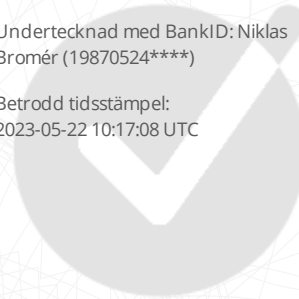 Undertecknad med BankID: Niklas
Bromér (19870524****)
Betrodd tidsstämpel:
2023-05-22 10:17:08 UTC